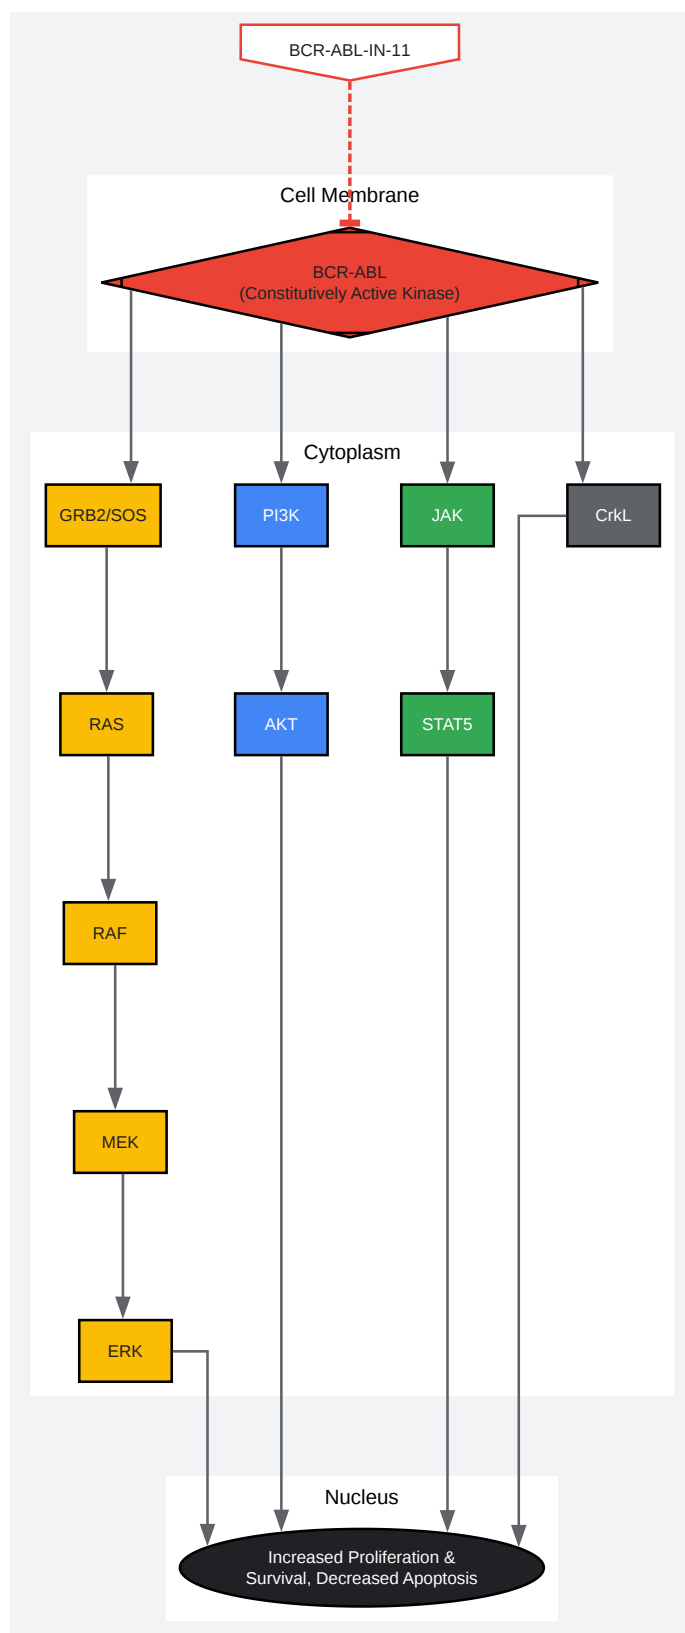 BCR-ABL-IN-11
Cell Membrane
BCR-ABL
(Constitutively Active Kinase)
Cytoplasm
GRB2/SOS
PI3K
JAK
CrkL
RAS
AKT
STAT5
RAF
MEK
ERK
Nucleus
Increased Proliferation &
Survival, Decreased Apoptosis